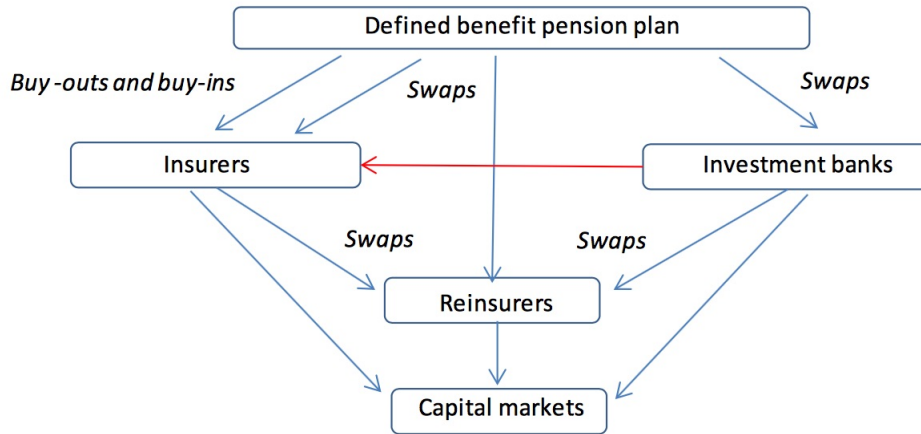 Defined benefit pension plan
Buy -outs and buy-ins
Swaps
Swaps
Insurers
Investment banks
Swaps
Swaps
Reinsurers
Capital markets